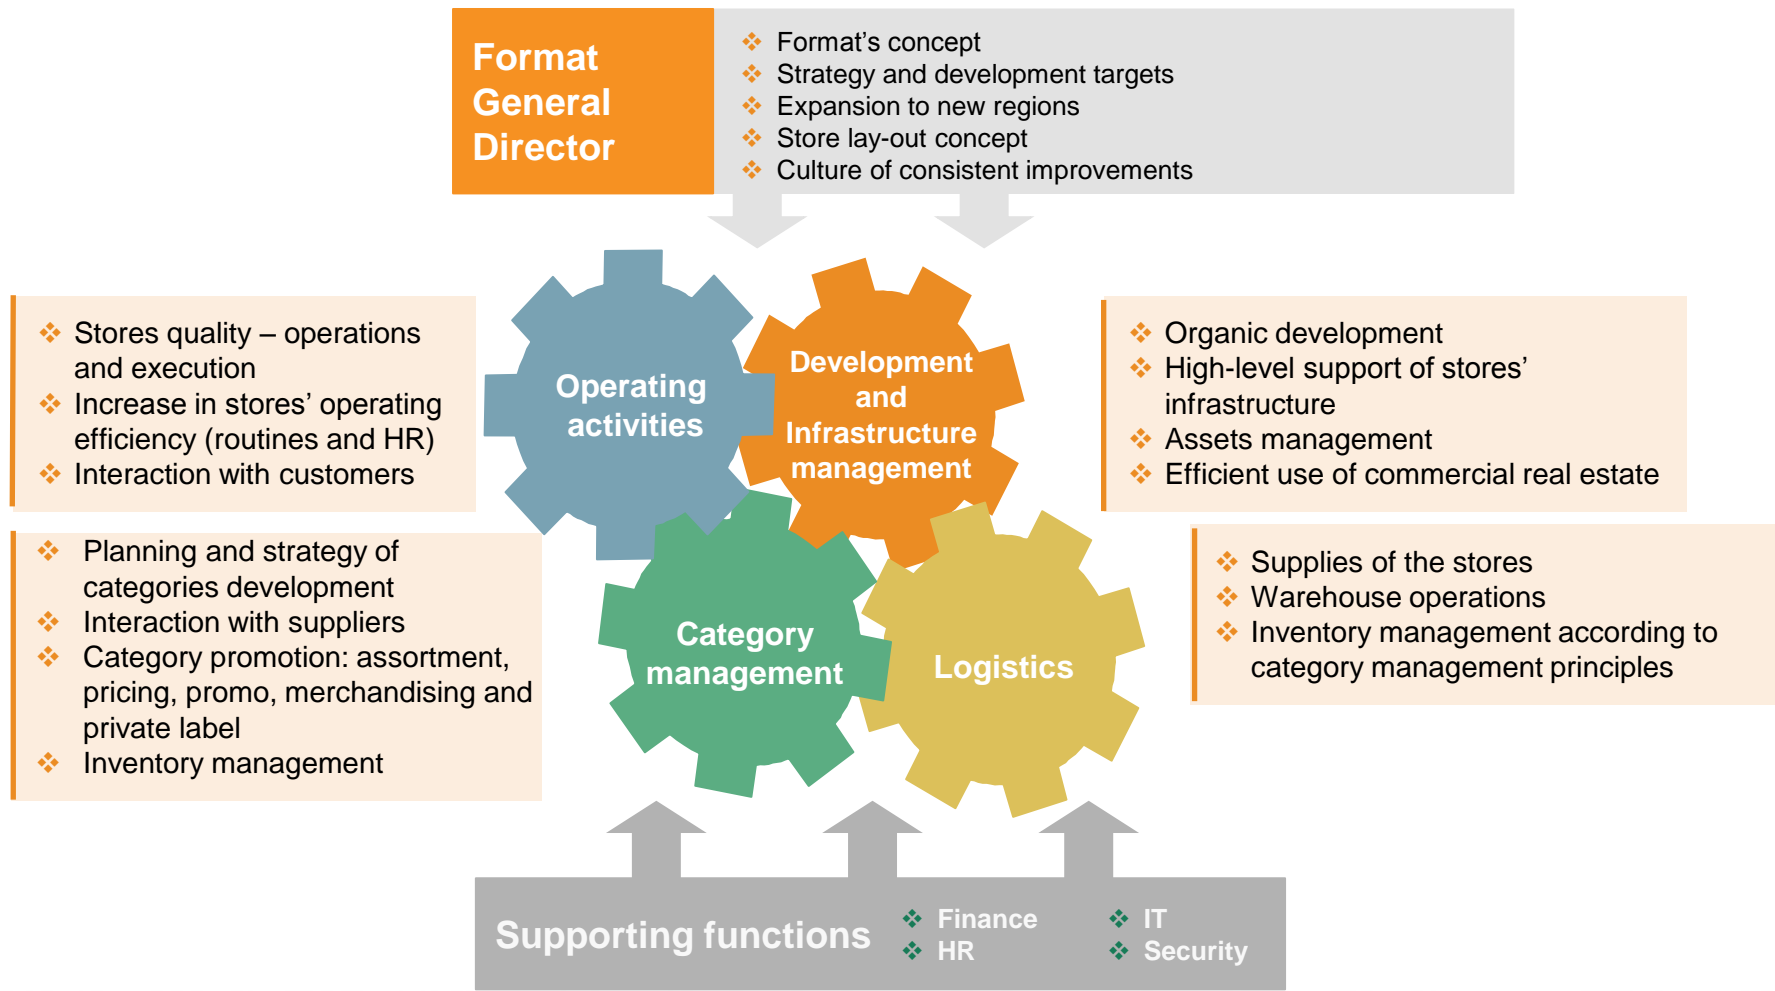 Format
General
Director
Format’s concept
Strategy and development targets
Expansion to new regions
Store lay-out concept
Culture of consistent improvements
Stores quality – operations
and execution
Increase in stores’ operating
efficiency (routines and HR)
Interaction with customers
Operating
activities
Development
and
Infrastructure
management
Organic development
High-level support of stores’
infrastructure
Assets management
Efficient use of commercial real estate
Planning and strategy of
categories development
Interaction with suppliers
Category promotion: assortment,
pricing, promo, merchandising and
private label
Inventory management
Category
management
Logistics
Supplies of the stores
Warehouse operations
Inventory management according to
category management principles
Supporting functions
Finance
HR
IT
Security